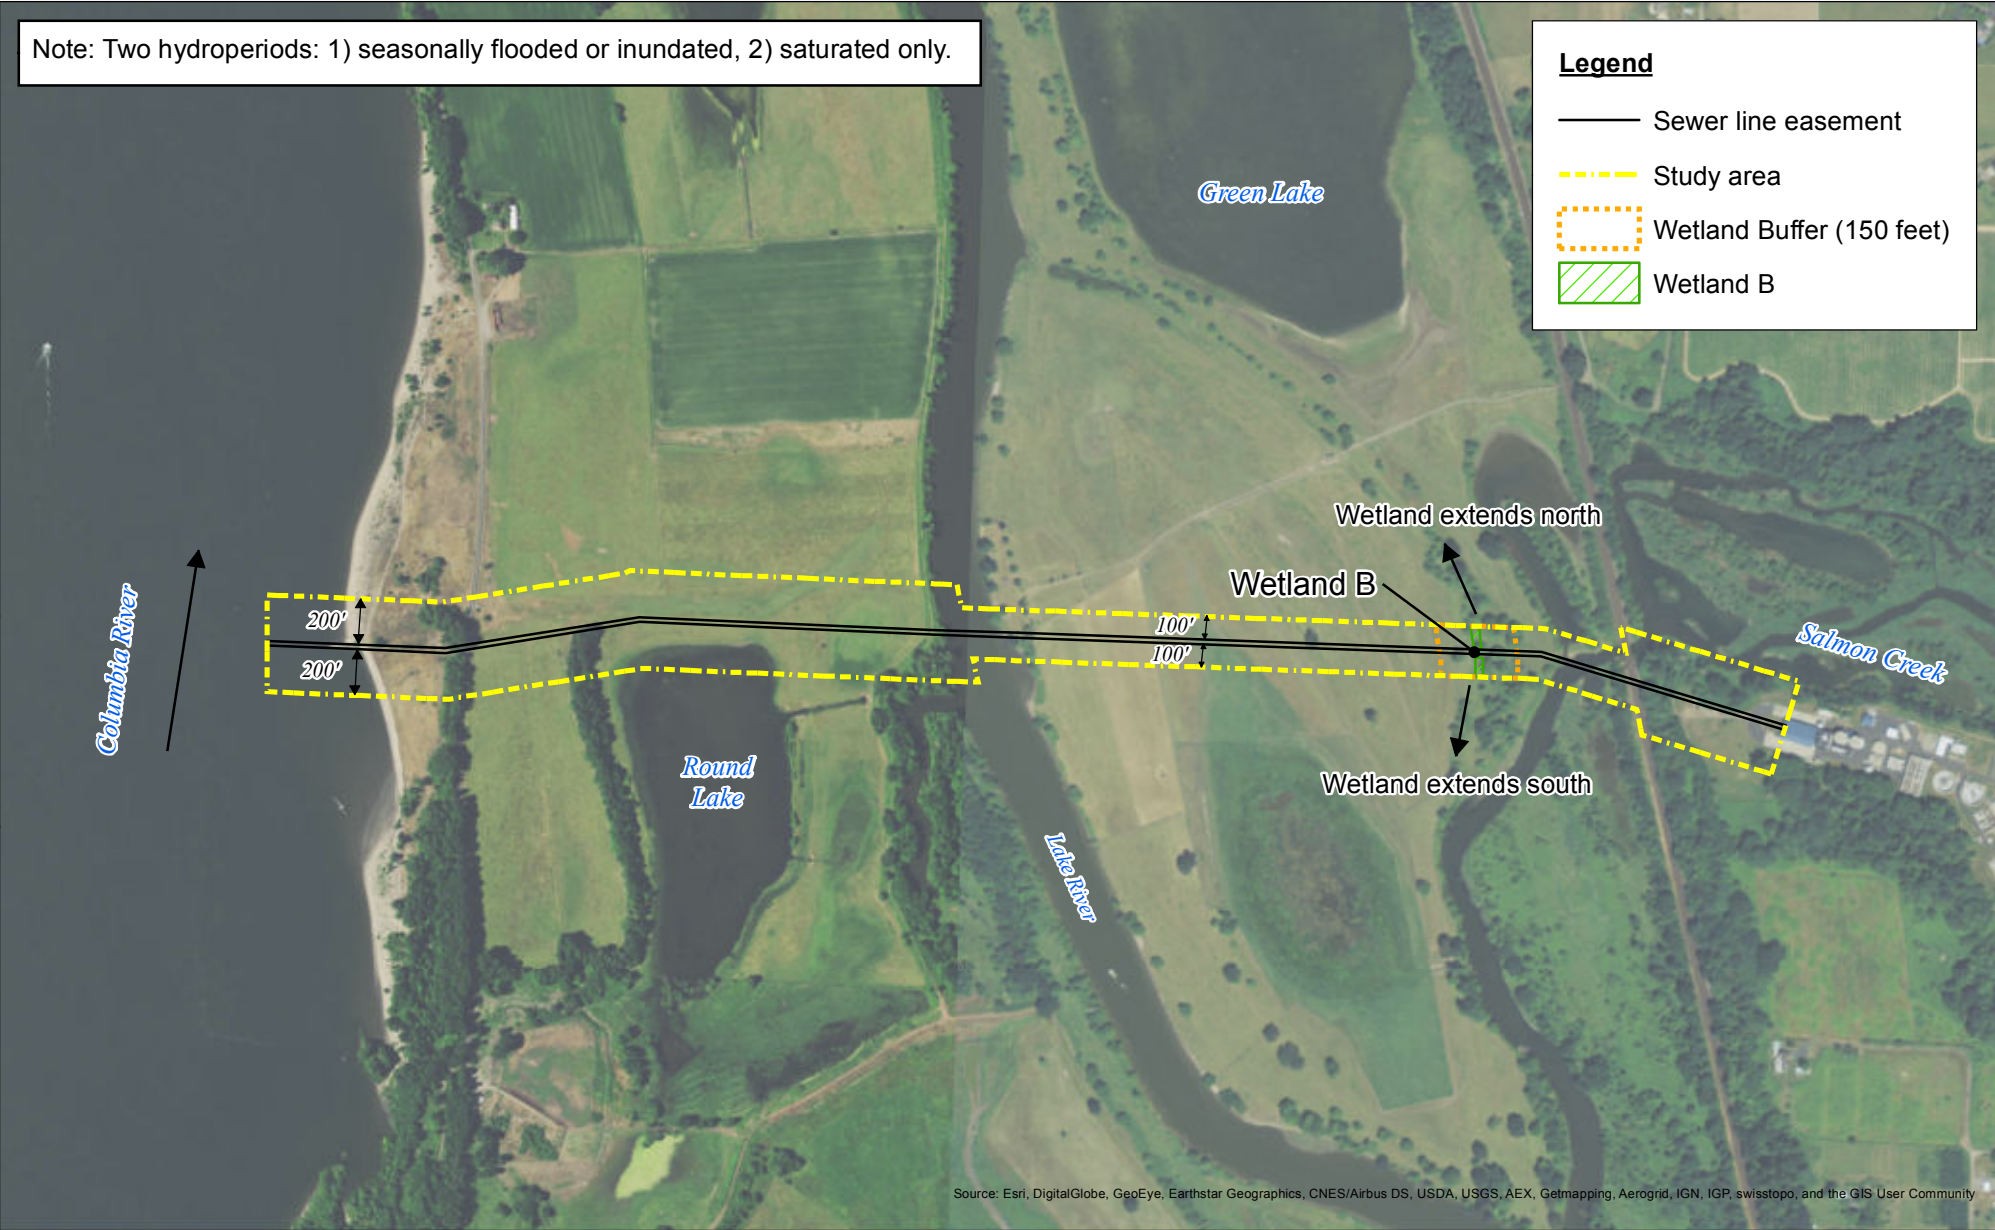 Note: Two hydroperiods: 1) seasonally flooded or inundated, 2) saturated only.
Legend
Sewer line easement
Study area
Wetland Buffer (150 feet)
Wetland B
Green Lake
Wetland extends north
Wetland B
Columbia River
200'
200'
100'
100'
Salmon Creek
Round
Lake
Wetland extends south
Lake River
Source: Esri, DigitalGlobe, GeoEye, Earthstar Geographics, CNES/Airbus DS, USDA, USGS, AEX, Getmapping, Aerogrid, IGN, IGP, swisstopo, and the GIS User Community